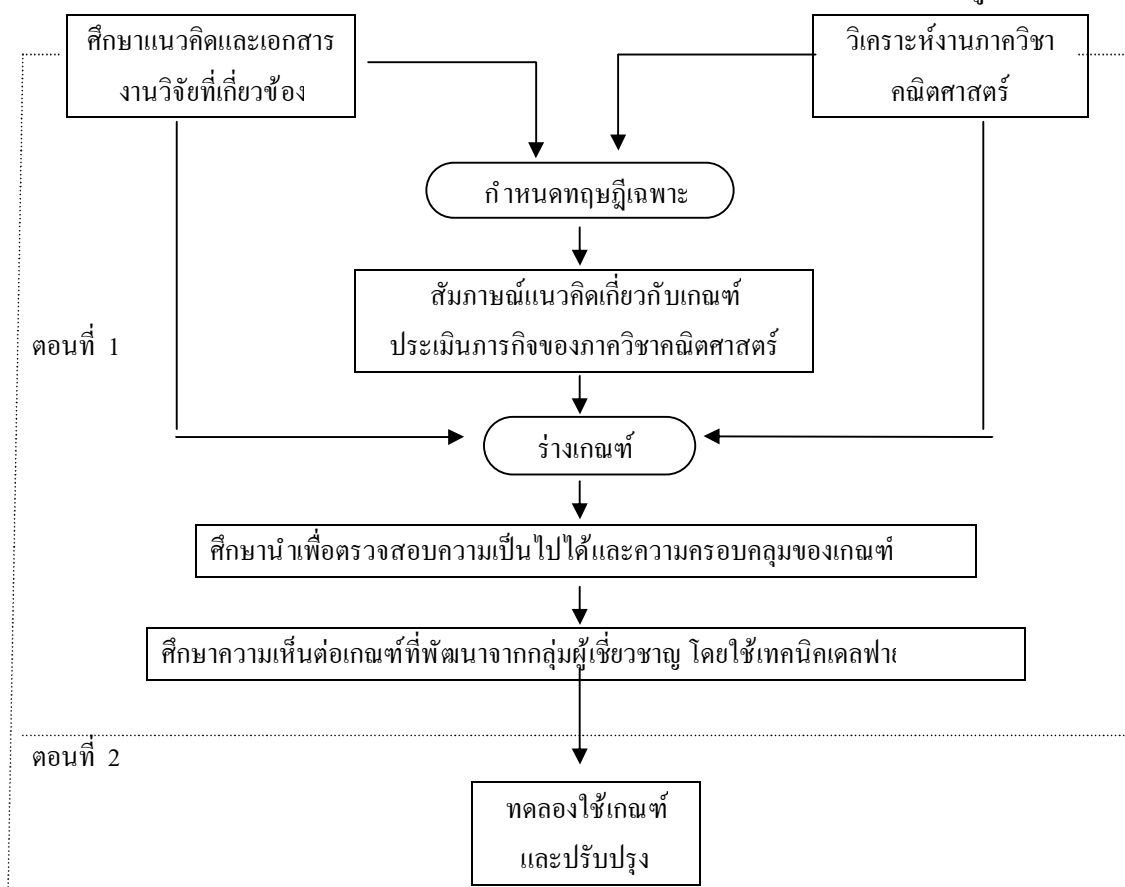 ศึกษาแนวคิดและเอกสาร
งานวิจัยที่เกี่ยวข้อง
วิเคราะห์งานภาควิชา
คณิตศาสตร์
กำหนดทฤษฎีเฉพาะ
สัมภาษณ์แนวคิดเกี่ยวกับเกณฑ์
ประเมินภารกิจของภาควิชาคณิตศาสตร์
ตอนที่ 1
ร่างเกณฑ์
ศึกษานำเพื่อตรวจสอบความเป็นไปได้และความครอบคลุมของเกณฑ์
ศึกษาความเห็นต่อเกณฑ์ที่พัฒนาจากกลุ่มผู้เชี่ยวชาญ โดยใช้เทคนิคเดลฟาย
ตอนที่ 2
ทดลองใช้เกณฑ์
และปรับปรุง